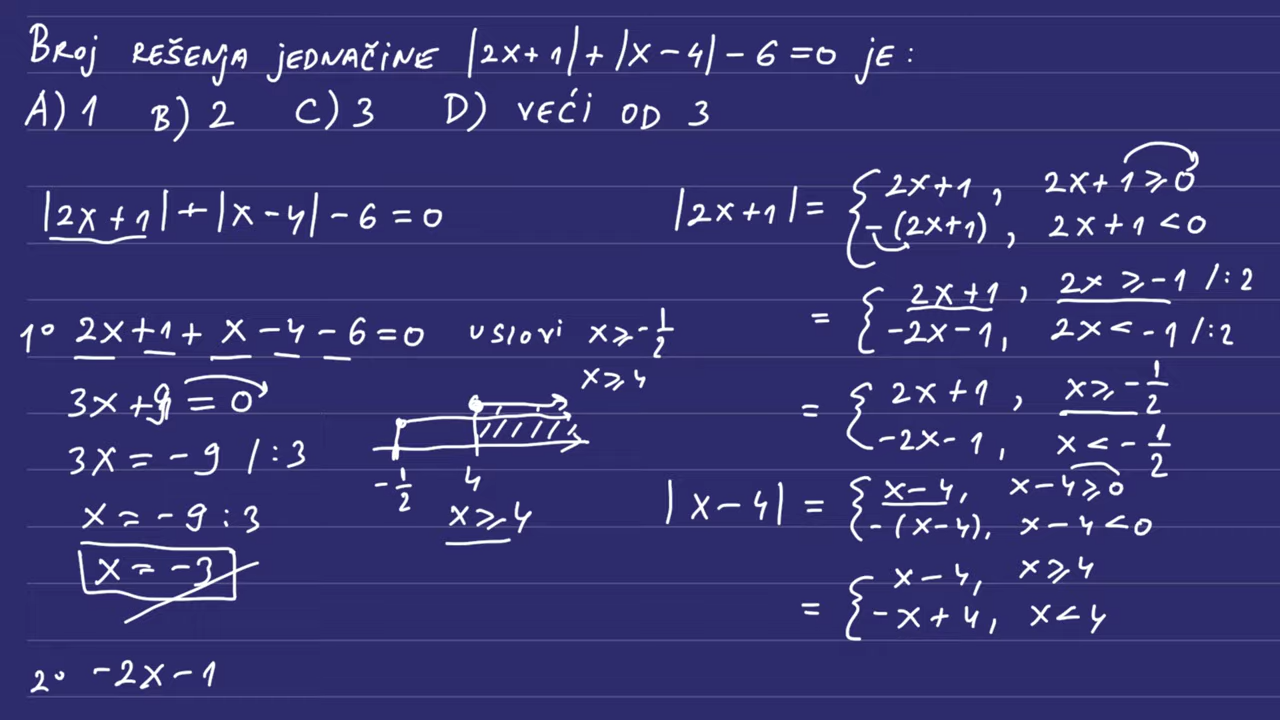 Broj rešenja jednačine |2x+1|+|x-4|-6=0 je:
A) 1 B) 2 C) 3 D) veći od 3
|2x+1|+|x-4|-6=0
|2x+1| = { 2x+1, 2x+1≥0
-(2x+1), 2x+1<0
= { 2x+1, 2x≥-1 /:2
-2x-1, 2x<-1 /:2
= { 2x+1, x≥-1/2
-2x-1, x<-1/2
|x-4| = { x-4, x-4≥0
-(x-4), x-4<0
= { x-4, x≥4
-x+4, x<4
1° 2x+1+x-4-6=0 uslovi x≥-1/2
x≥4
3x+9=0
3x=-9 /:3
x=-9:3
x=-3
-1/2 4
x≥4
2° -2x-1